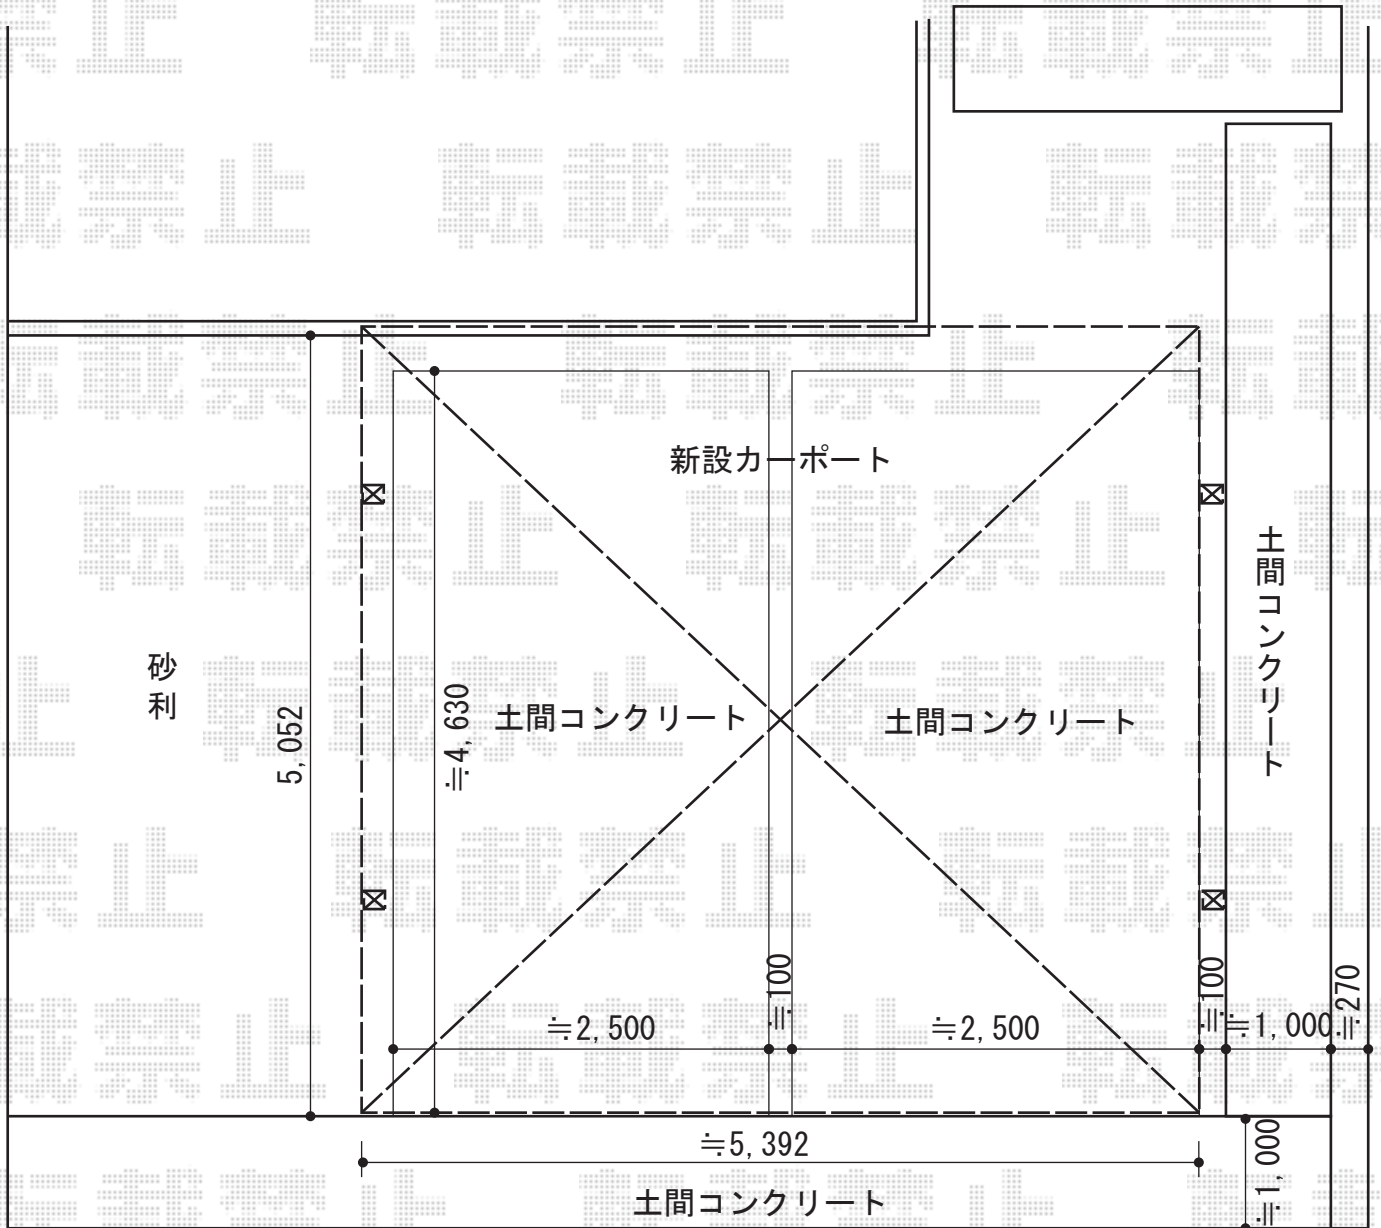 転載禁止
新設カーポート
土間コンクリート
砂利
5,052
≒4,630
土間コンクリート
土間コンクリート
≒2,500
≒100
≒2,500
≒100
≒1,000
≒270
≒5,392
≒1,000
土間コンクリート